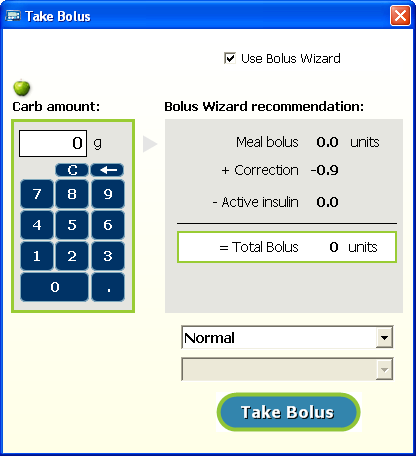 Take Bolus
Use Bolus Wizard
Carb amount:
Bolus Wizard recommendation:
0 g
Meal bolus 0.0 units
C
+ Correction -0.9
7 8 9
- Active insulin 0.0
4 5 6
= Total Bolus 0 units
1 2 3
0 .
Normal
Take Bolus